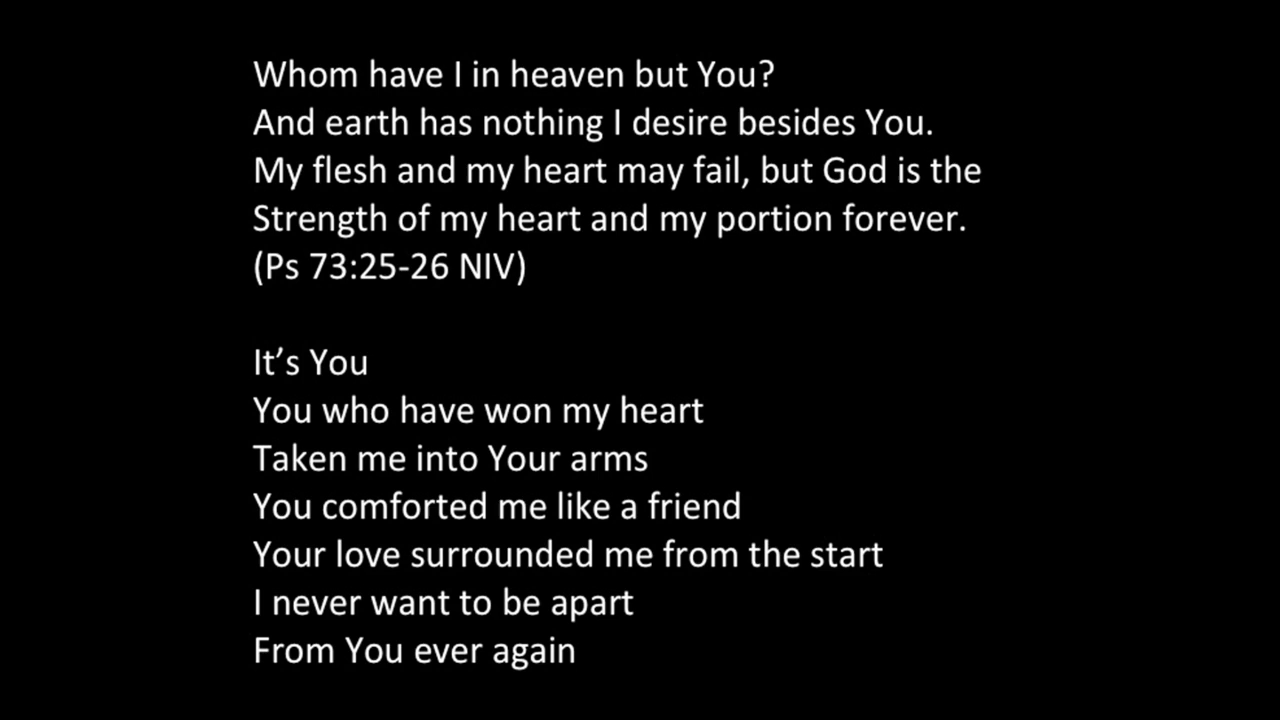 Whom have I in heaven but You?
And earth has nothing I desire besides You.
My flesh and my heart may fail, but God is the
Strength of my heart and my portion forever.
(Ps 73:25-26 NIV)
It’s You
You who have won my heart
Taken me into Your arms
You comforted me like a friend
Your love surrounded me from the start
I never want to be apart
From You ever again